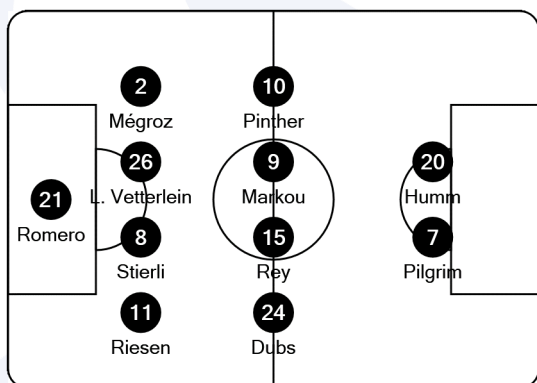 2
Mégroz
10
Pinther
26
L. Vetterlein
9
Markou
20
Humm
21
Romero
8
Stierli
15
Rey
7
Pilgrim
11
Riesen
24
Dubs